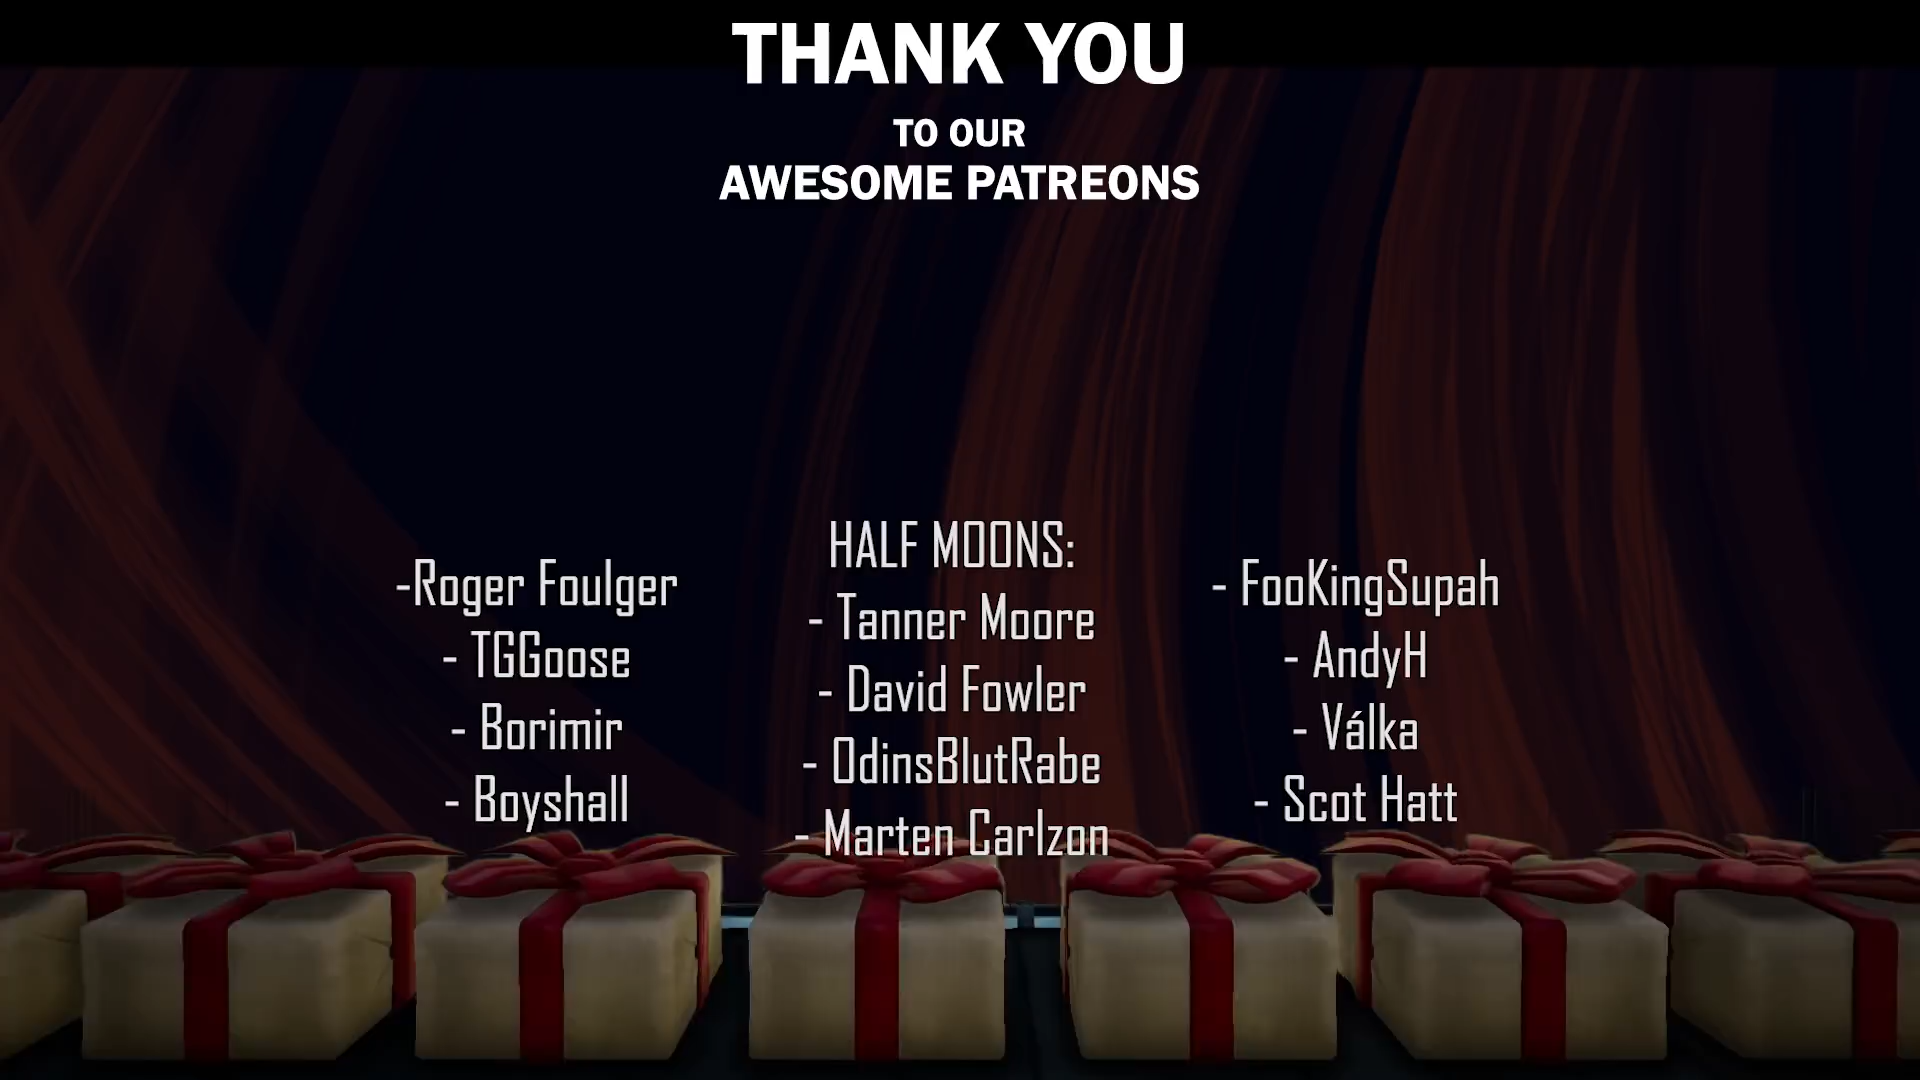 THANK YOU
TO OUR
AWESOME PATREONS
HALF MOONS:
-Roger Foulger
- TGGoose
- Borimir
- Boyshall
- Tanner Moore
- David Fowler
- OdinsBlutRabe
- Marten Carlzon
- FooKingSupah
- AndyH
- Válka
- Scot Hatt